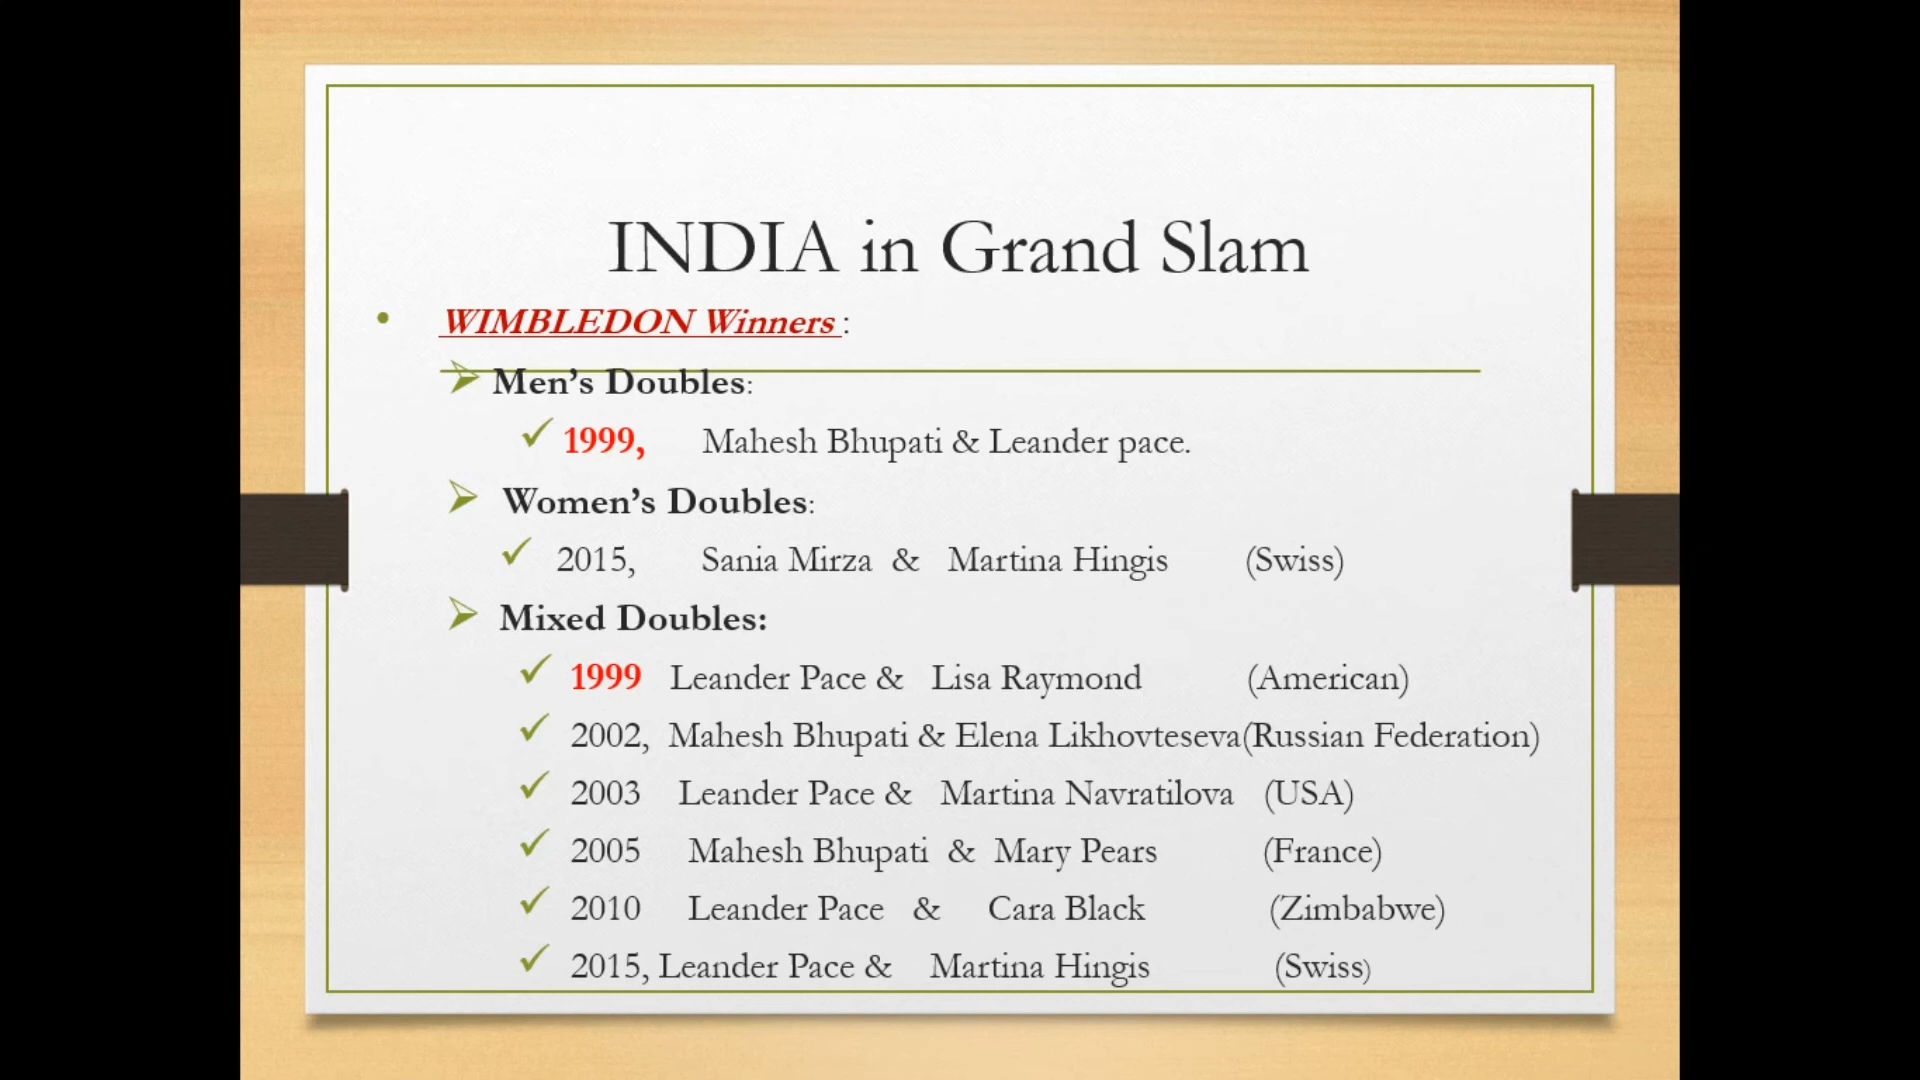 INDIA in Grand Slam
• WIMBLEDON Winners :
➢ Men's Doubles:
✓ 1999, Mahesh Bhupati & Leander pace.
➢ Women's Doubles:
✓ 2015, Sania Mirza & Martina Hingis (Swiss)
➢ Mixed Doubles:
✓ 1999 Leander Pace & Lisa Raymond (American)
✓ 2002, Mahesh Bhupati & Elena Likhovteseva(Russian Federation)
✓ 2003 Leander Pace & Martina Navratilova (USA)
✓ 2005 Mahesh Bhupati & Mary Pears (France)
✓ 2010 Leander Pace & Cara Black (Zimbabwe)
✓ 2015, Leander Pace & Martina Hingis (Swiss)